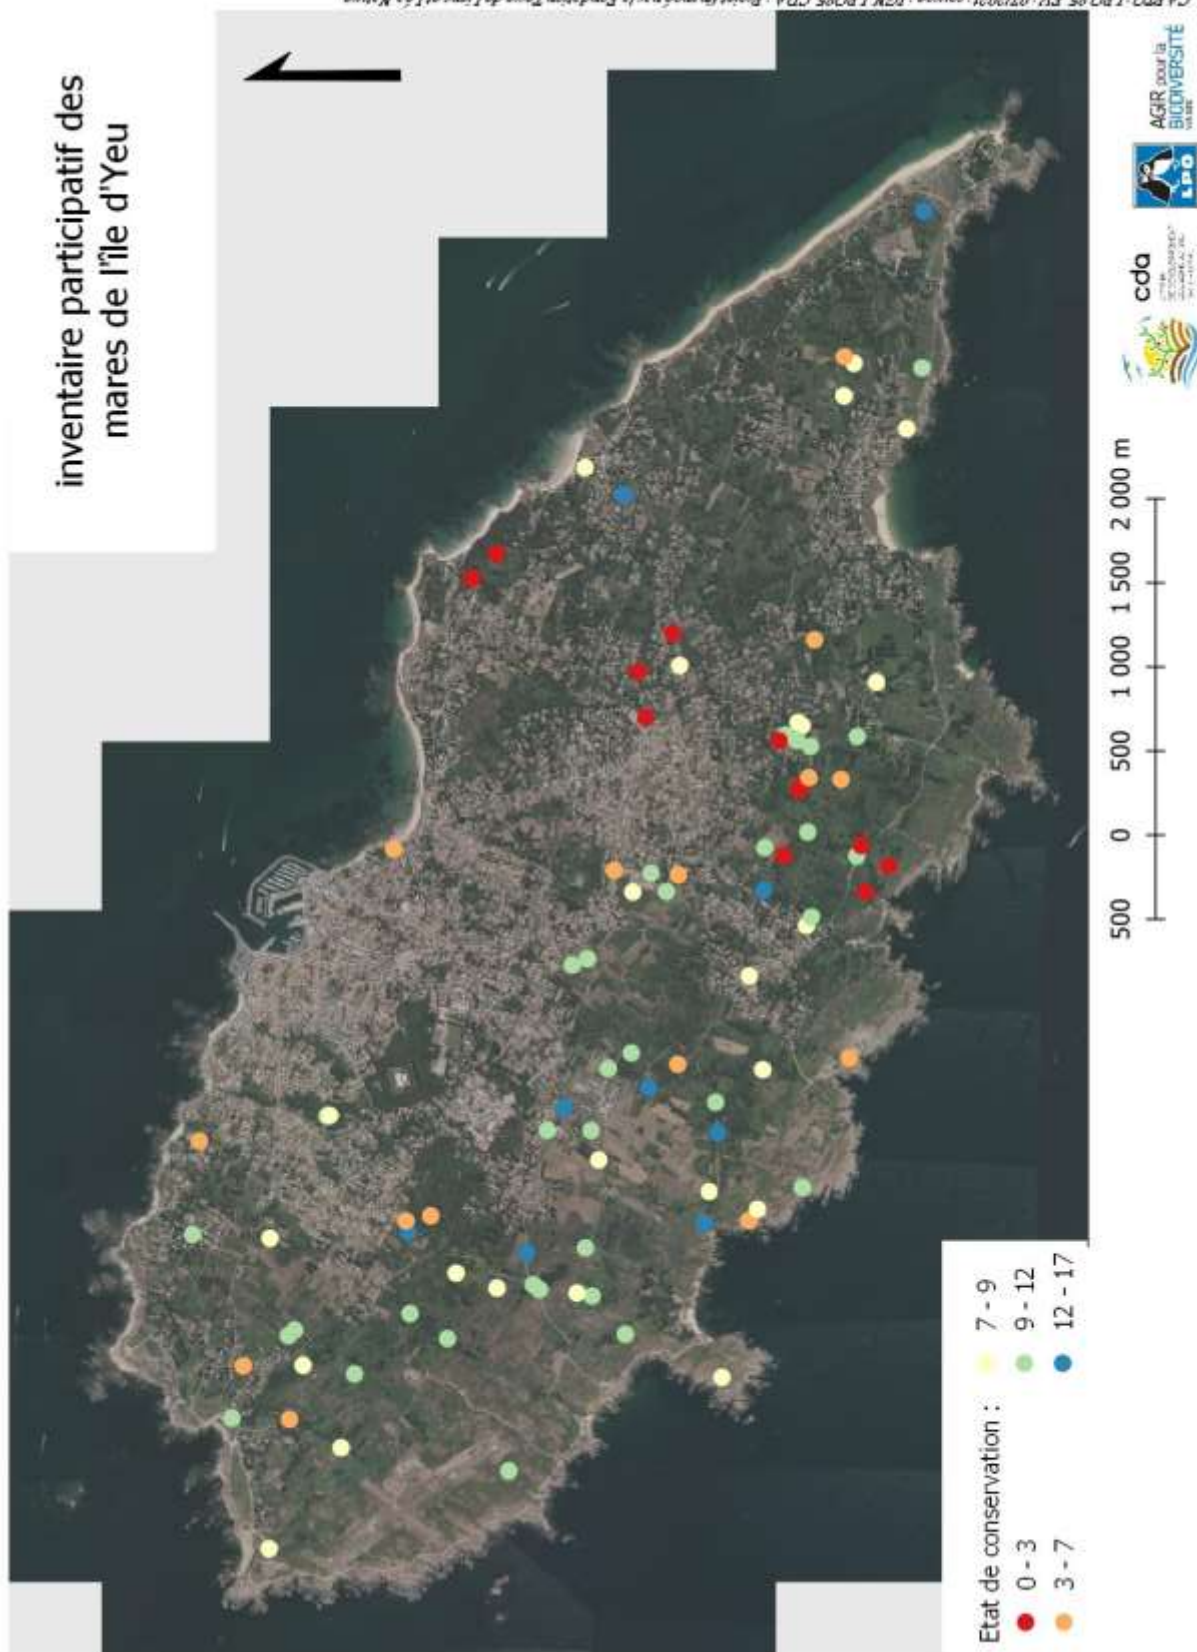 inventaire participatif des
mares de l'île d'Yeu
Etat de conservation :
0 - 3
3 - 7
7 - 9
9 - 12
12 - 17
500 0 500 1 000 1 500 2 000 m
cda
LPO
AGIR pour la
BIODIVERSITÉ